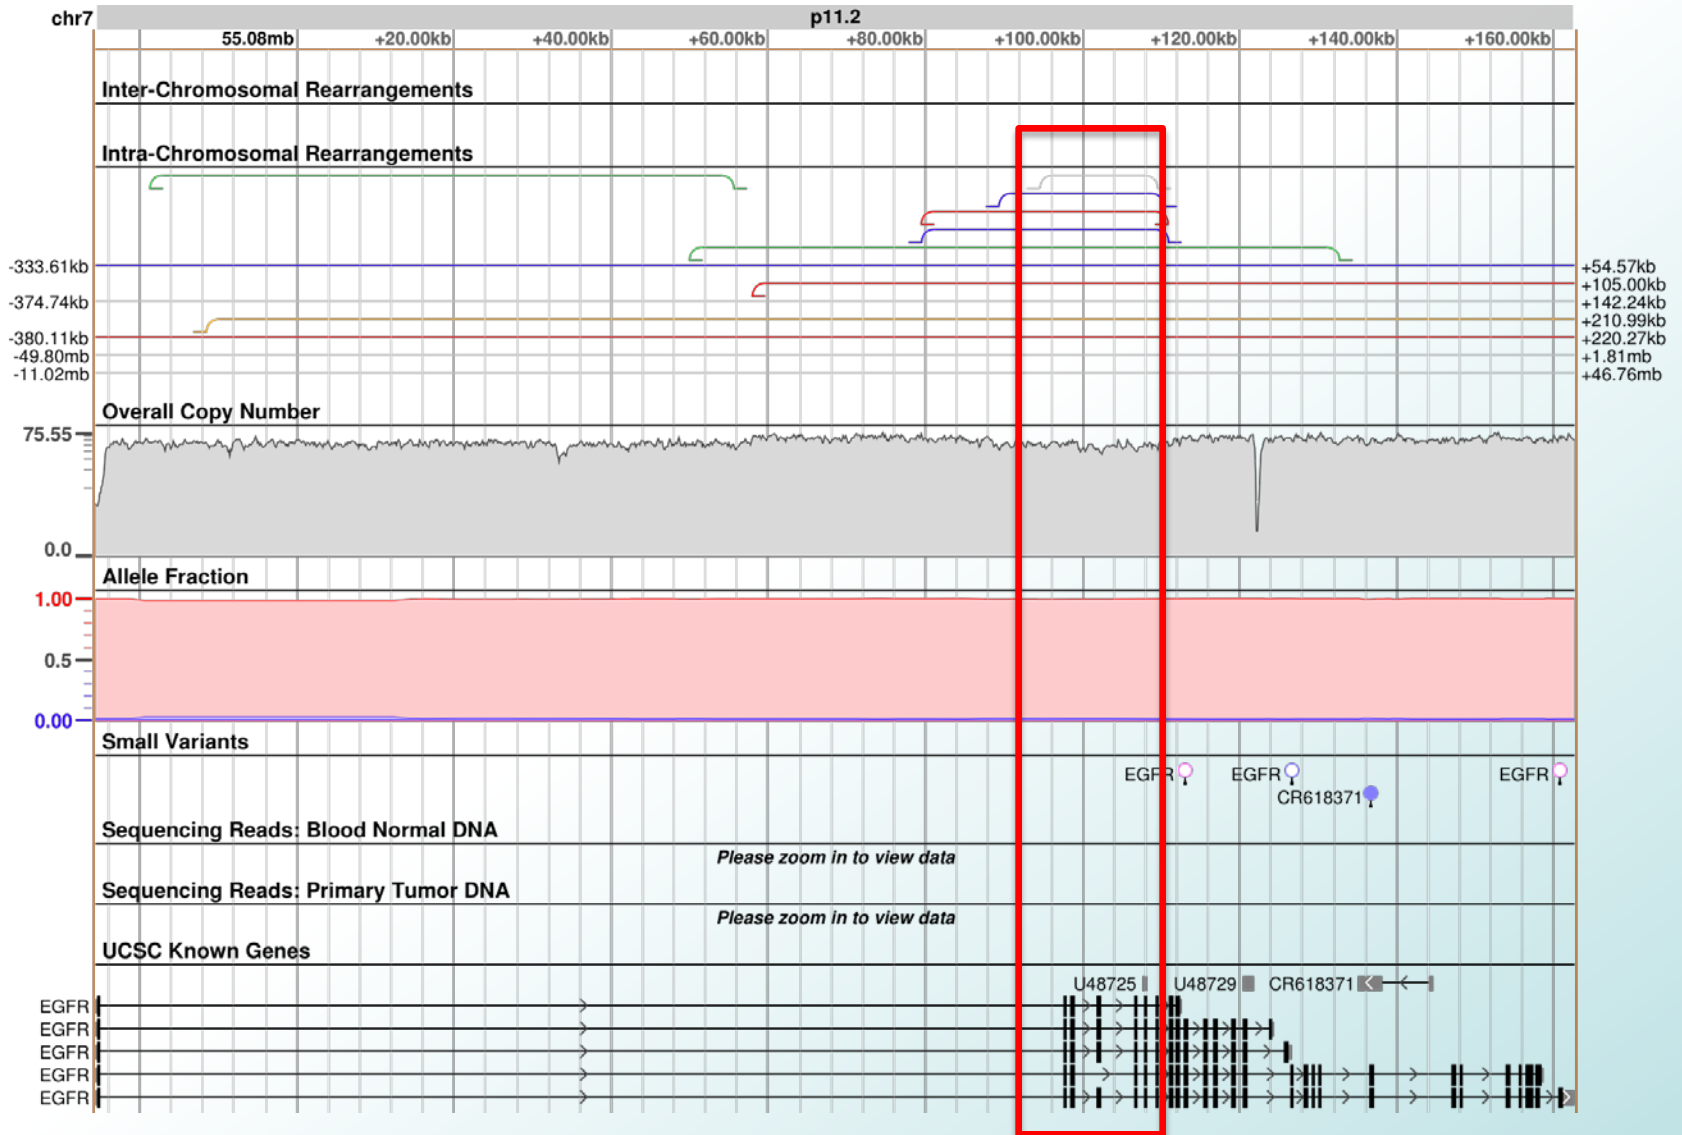 chr7 p11.2
55.08mb +20.00kb +40.00kb +60.00kb +80.00kb +100.00kb +120.00kb +140.00kb +160.00kb
Inter-Chromosomal Rearrangements
Intra-Chromosomal Rearrangements
-333.61kb +54.57kb
+105.00kb
-374.74kb +142.24kb
+210.99kb
-380.11kb +220.27kb
-49.80mb +1.81mb
-11.02mb +46.76mb
Overall Copy Number
75.55
0.0
Allele Fraction
1.00
0.5
0.00
Small Variants
EGFR EGFR EGFR
CR618371
Sequencing Reads: Blood Normal DNA
Please zoom in to view data
Sequencing Reads: Primary Tumor DNA
Please zoom in to view data
UCSC Known Genes
U48725 U48729 CR618371
EGFR
EGFR
EGFR
EGFR
EGFR